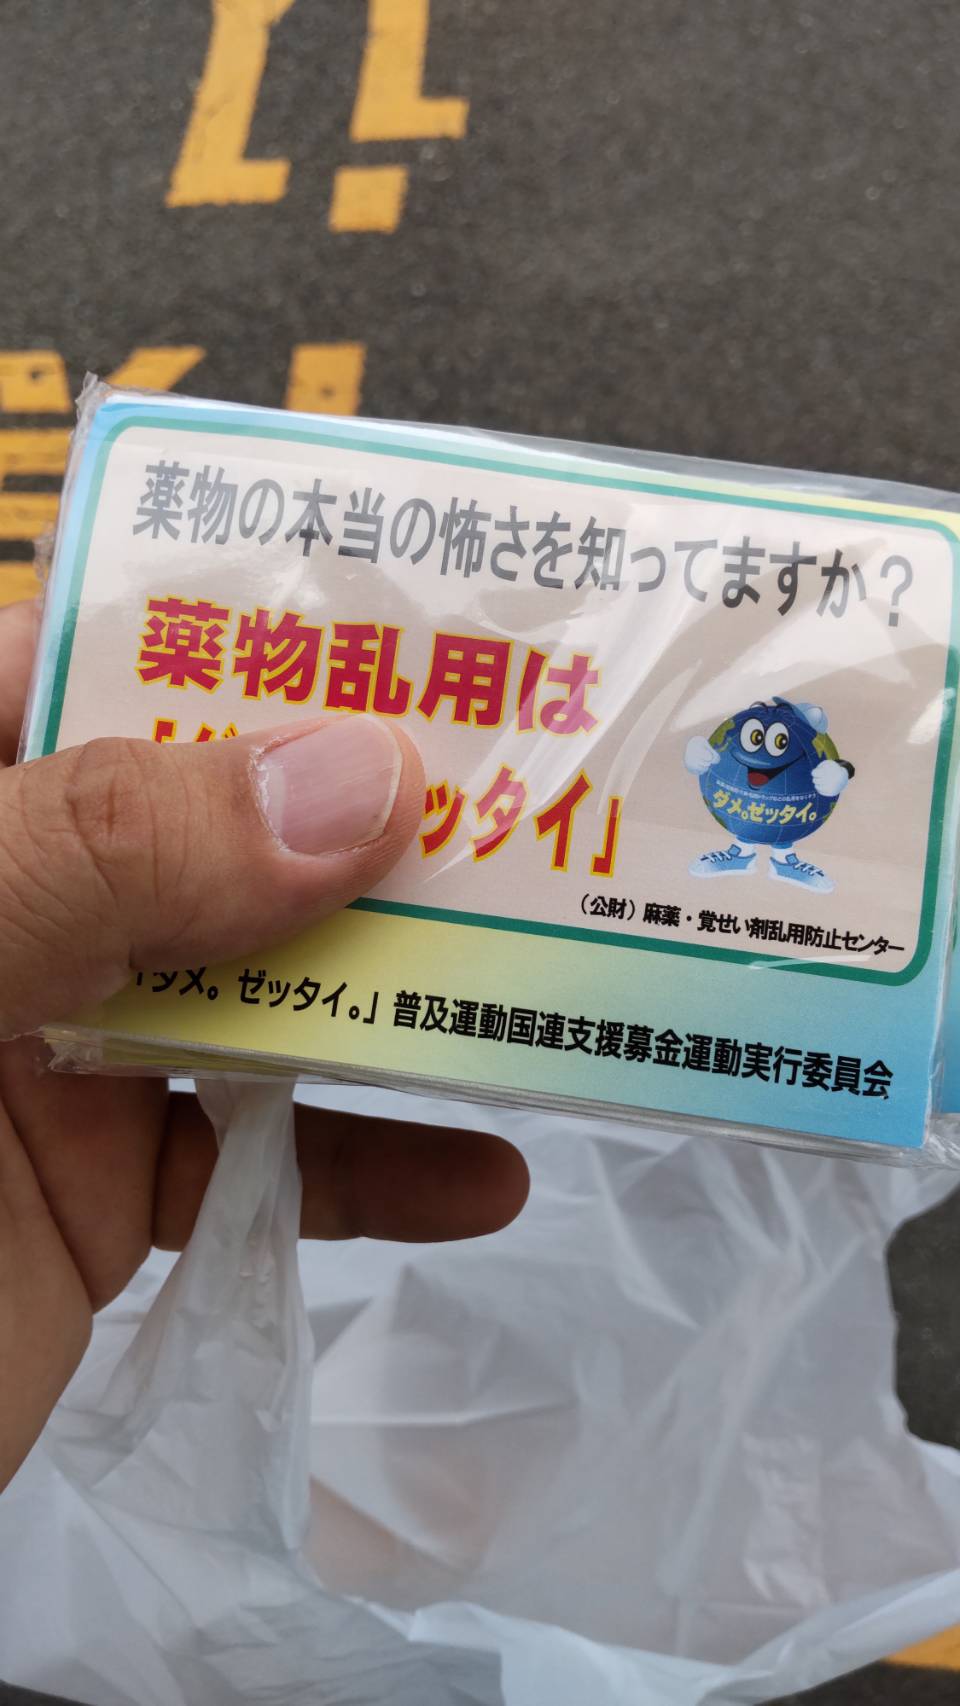 薬物の本当の怖さを知ってますか？
薬物乱用は
ッタイ」
ダメ。ゼッタイ。
（公財）麻薬・覚せい剤乱用防止センター
「ダメ。ゼッタイ。」普及運動国連支援募金運動実行委員会